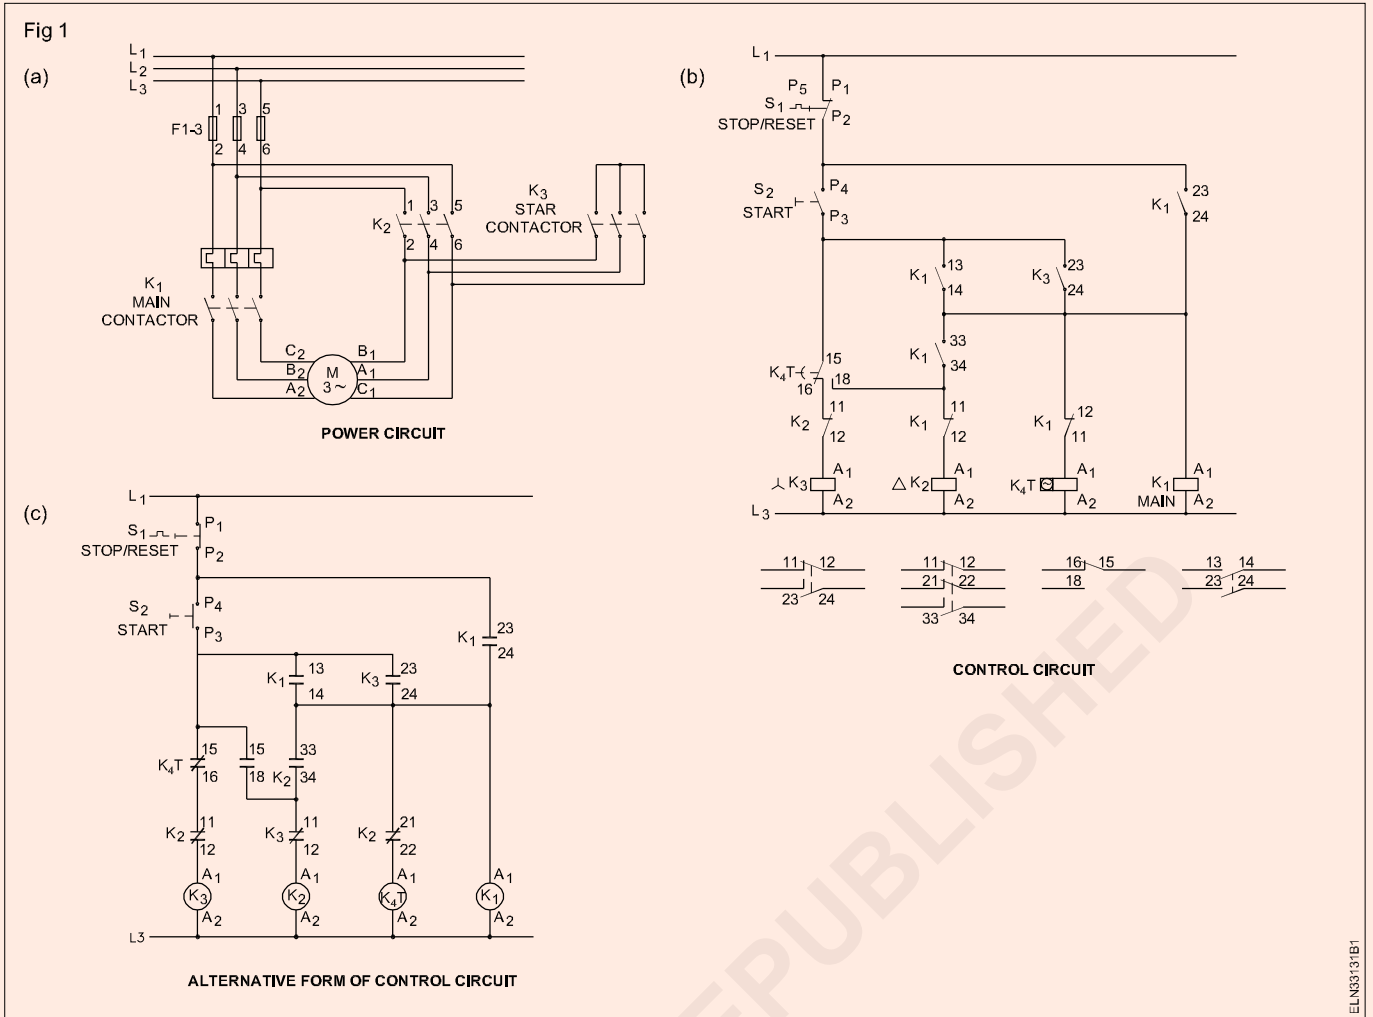 Fig 1
(a)
L1
L2
L3
1 3 5
F1-3
2 4 6
K3
STAR
CONTACTOR
1 3 5
K2
2 4 6
K1
MAIN
CONTACTOR
C2 B1
B2 M A1
3 ~
A2 C1
POWER CIRCUIT
(b)
L1
P5 P1
S1
STOP/RESET
P2
S2 P4
START
P3
23
K1
24
13 23
K1 K3
14 24
33
K1
34
15
K4T
16 18
11 11 12
K2 K1 K1
12 12 11
A1 A1 A1 A1
K3 △ K2 K4T K1
A2 A2 A2 MAIN A2
L3
11 12 11 12 16 15 13 14
23 24 21 22 18 23 24
33 34
CONTROL CIRCUIT
(c)
L1
S1 P1
STOP/RESET
P2
S2 P4
START
P3
23
K1
24
13 23
K1 K3
14 24
15 15 33
K4T
16 18 K2 34
11 11 21
K2 K3 K2
12 12 22
A1 A1 A1 A1
K3 K2 K4T K1
A2 A2 A2 A2
L3
ALTERNATIVE FORM OF CONTROL CIRCUIT
EPUBLISHED
ELN33131B1